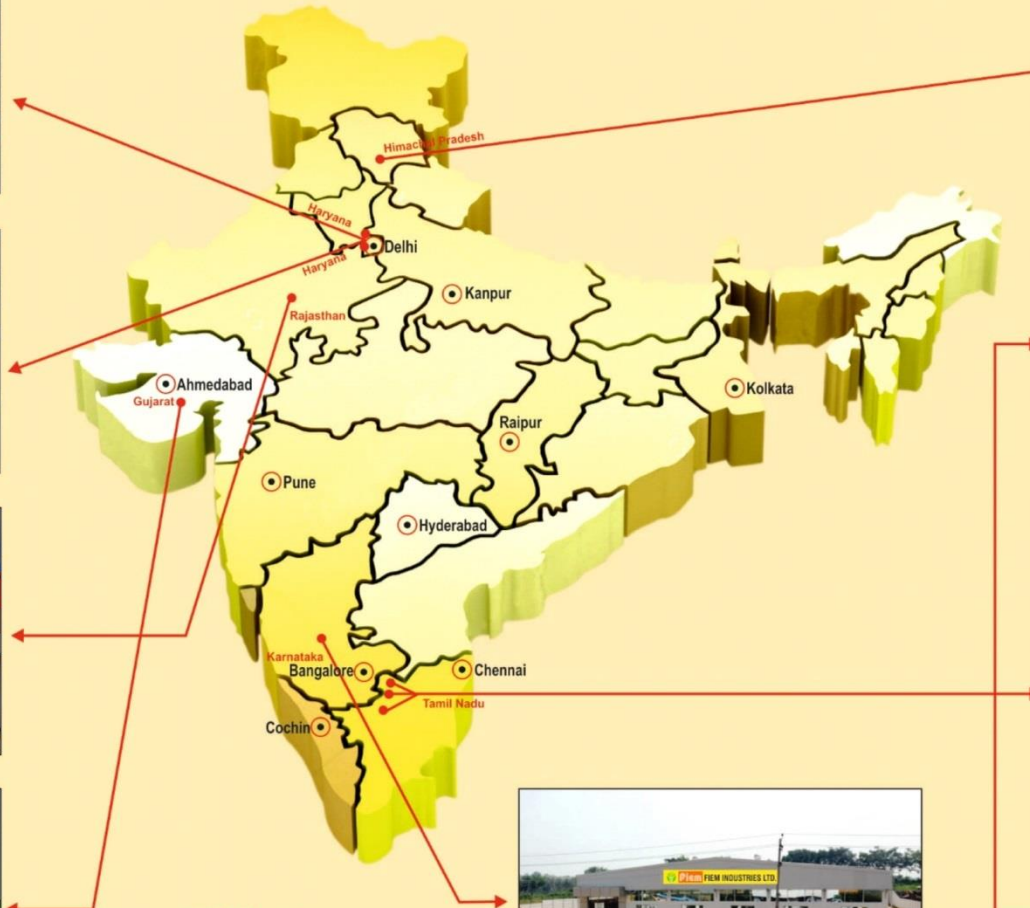 Himachal Pradesh
Haryana
Delhi
Haryana
Kanpur
Rajasthan
Ahmedabad
Gujarat
Kolkata
Raipur
Pune
Hyderabad
Karnataka
Bangalore
Chennai
Tamil Nadu
Cochin
Fiem FIEM INDUSTRIES LTD.